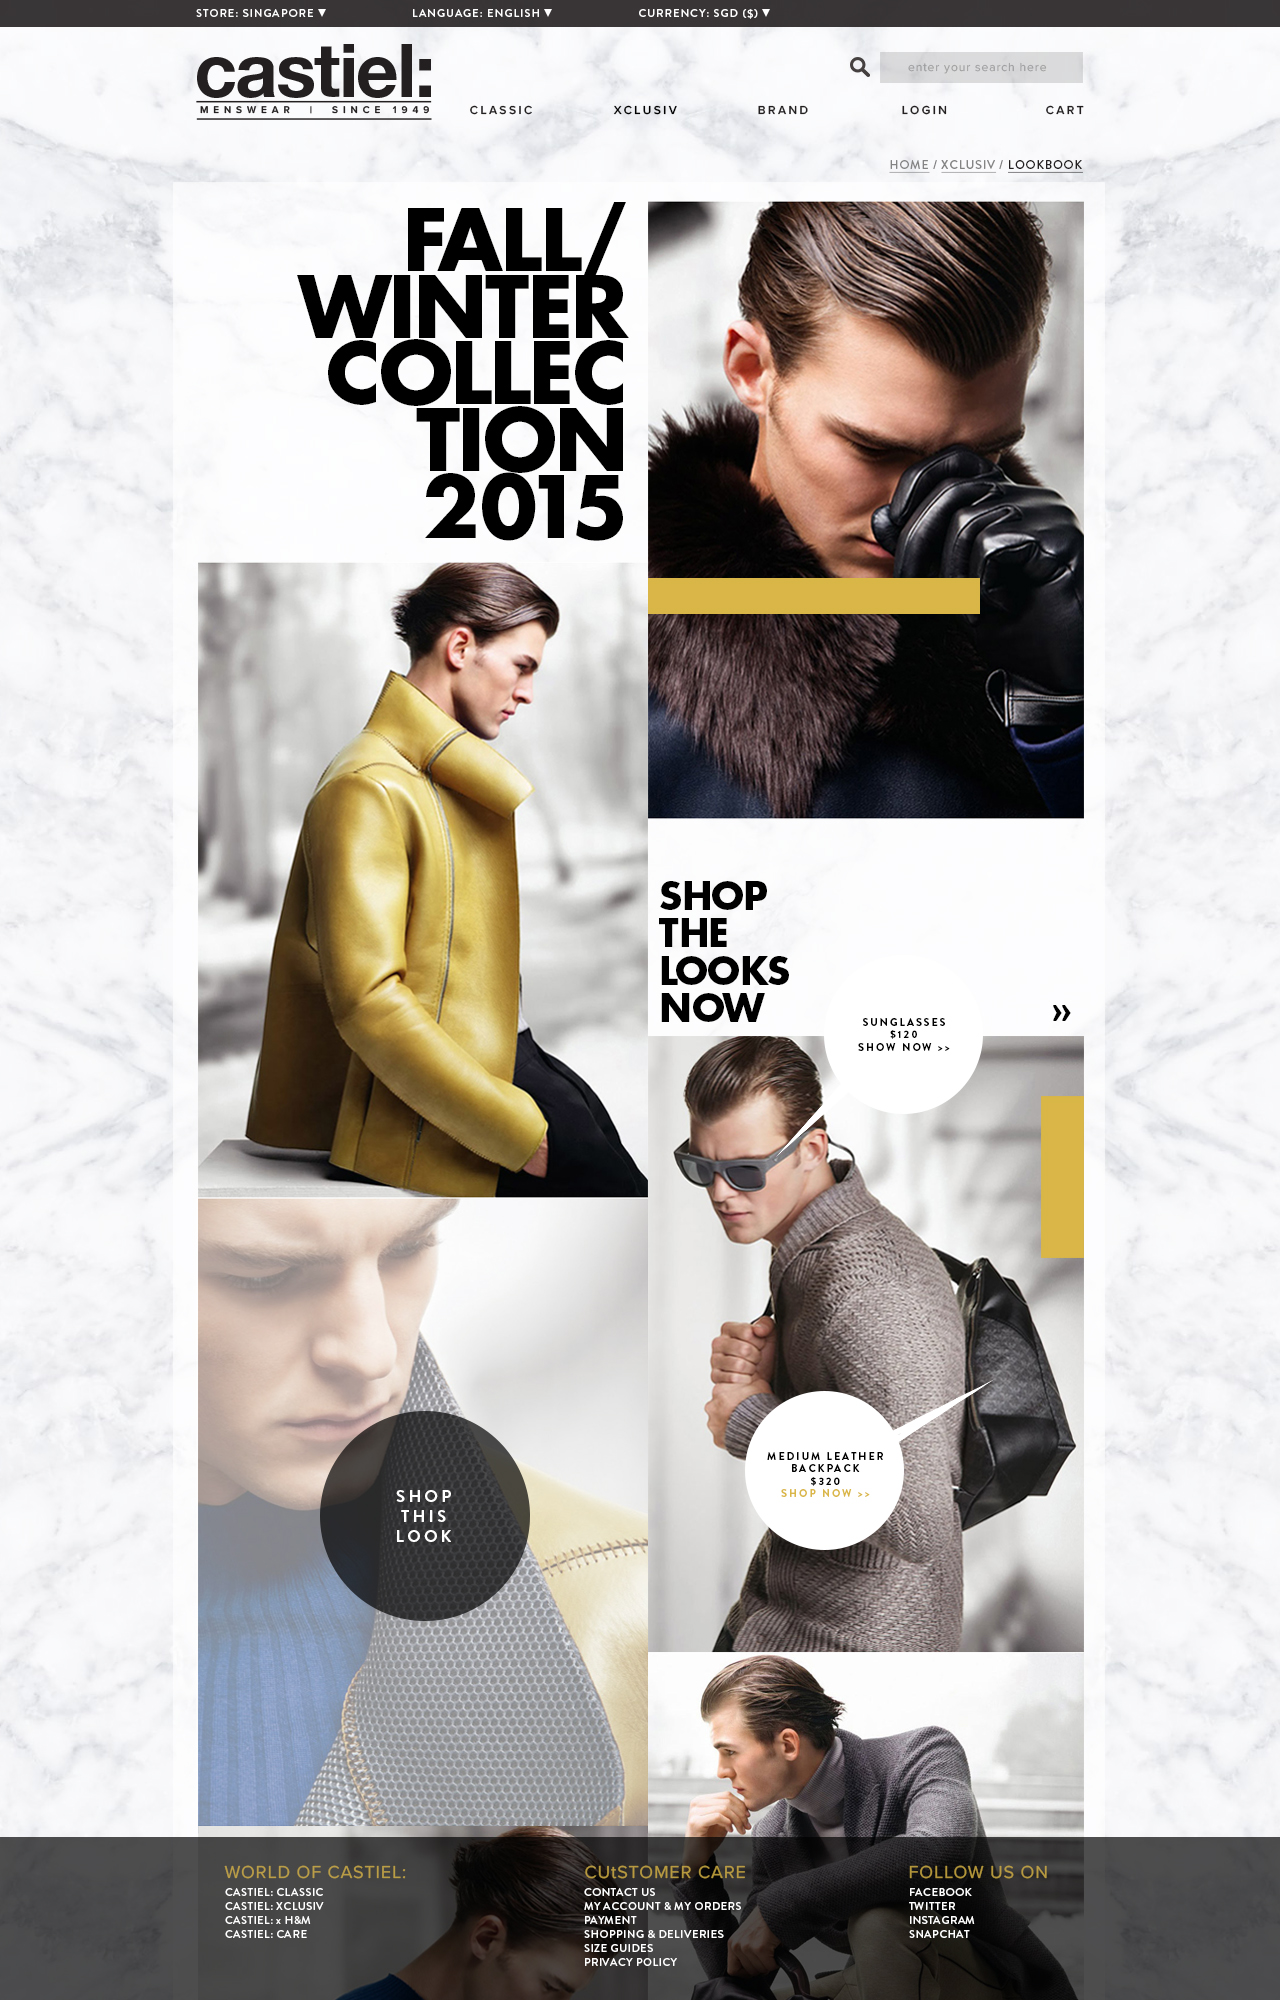 STORE: SINGAPORE ▼
LANGUAGE: ENGLISH ▼
CURRENCY: SGD ($) ▼
castiel:
MENSWEAR | SINCE 1949
enter your search here
CLASSIC
XCLUSIV
BRAND
LOGIN
CART
HOME / XCLUSIV / LOOKBOOK
FALL/
WINTER
COLLEC
TION
2015
SHOP
THE
LOOKS
NOW
»
SUNGLASSES
$120
SHOW NOW >>
MEDIUM LEATHER
BACKPACK
$320
SHOP NOW >>
SHOP
THIS
LOOK
WORLD OF CASTIEL:
CASTIEL: CLASSIC
CASTIEL: XCLUSIV
CASTIEL: x H&M
CASTIEL: CARE
CUtSTOMER CARE
CONTACT US
MY ACCOUNT & MY ORDERS
PAYMENT
SHOPPING & DELIVERIES
SIZE GUIDES
PRIVACY POLICY
FOLLOW US ON
FACEBOOK
TWITTER
INSTAGRAM
SNAPCHAT